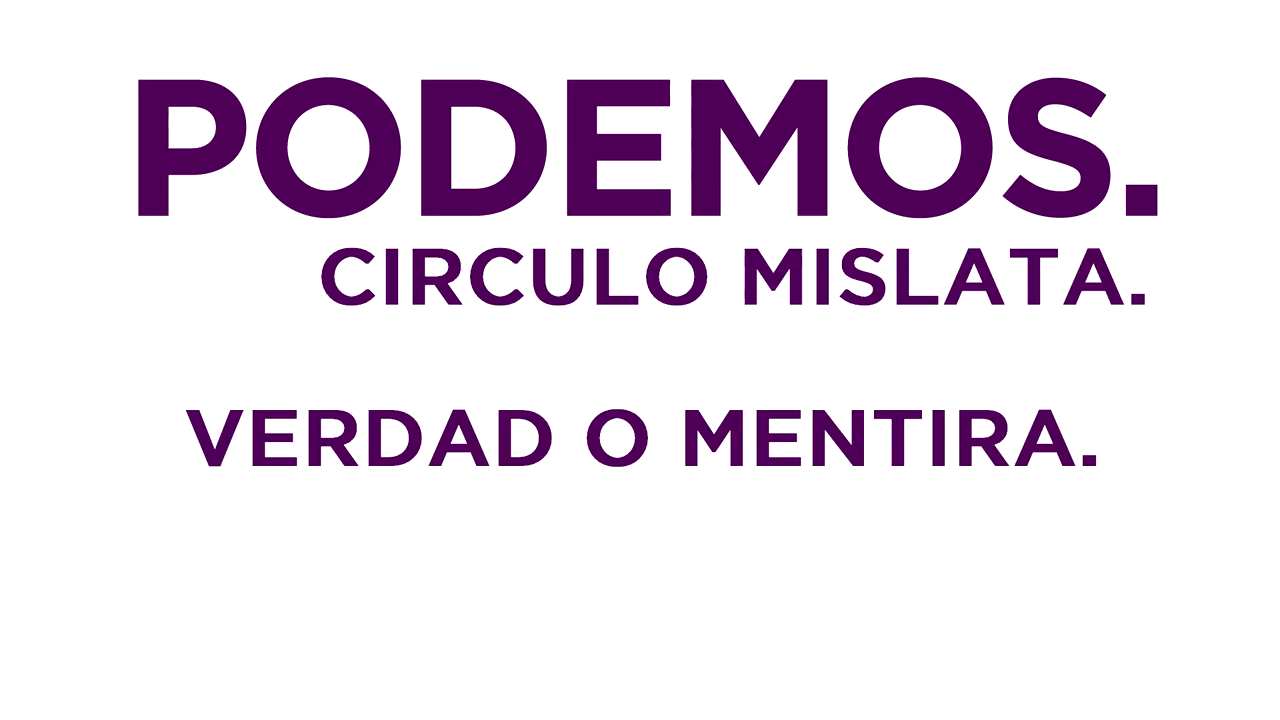 PODEMOS.
CIRCULO MISLATA.
VERDAD O MENTIRA.